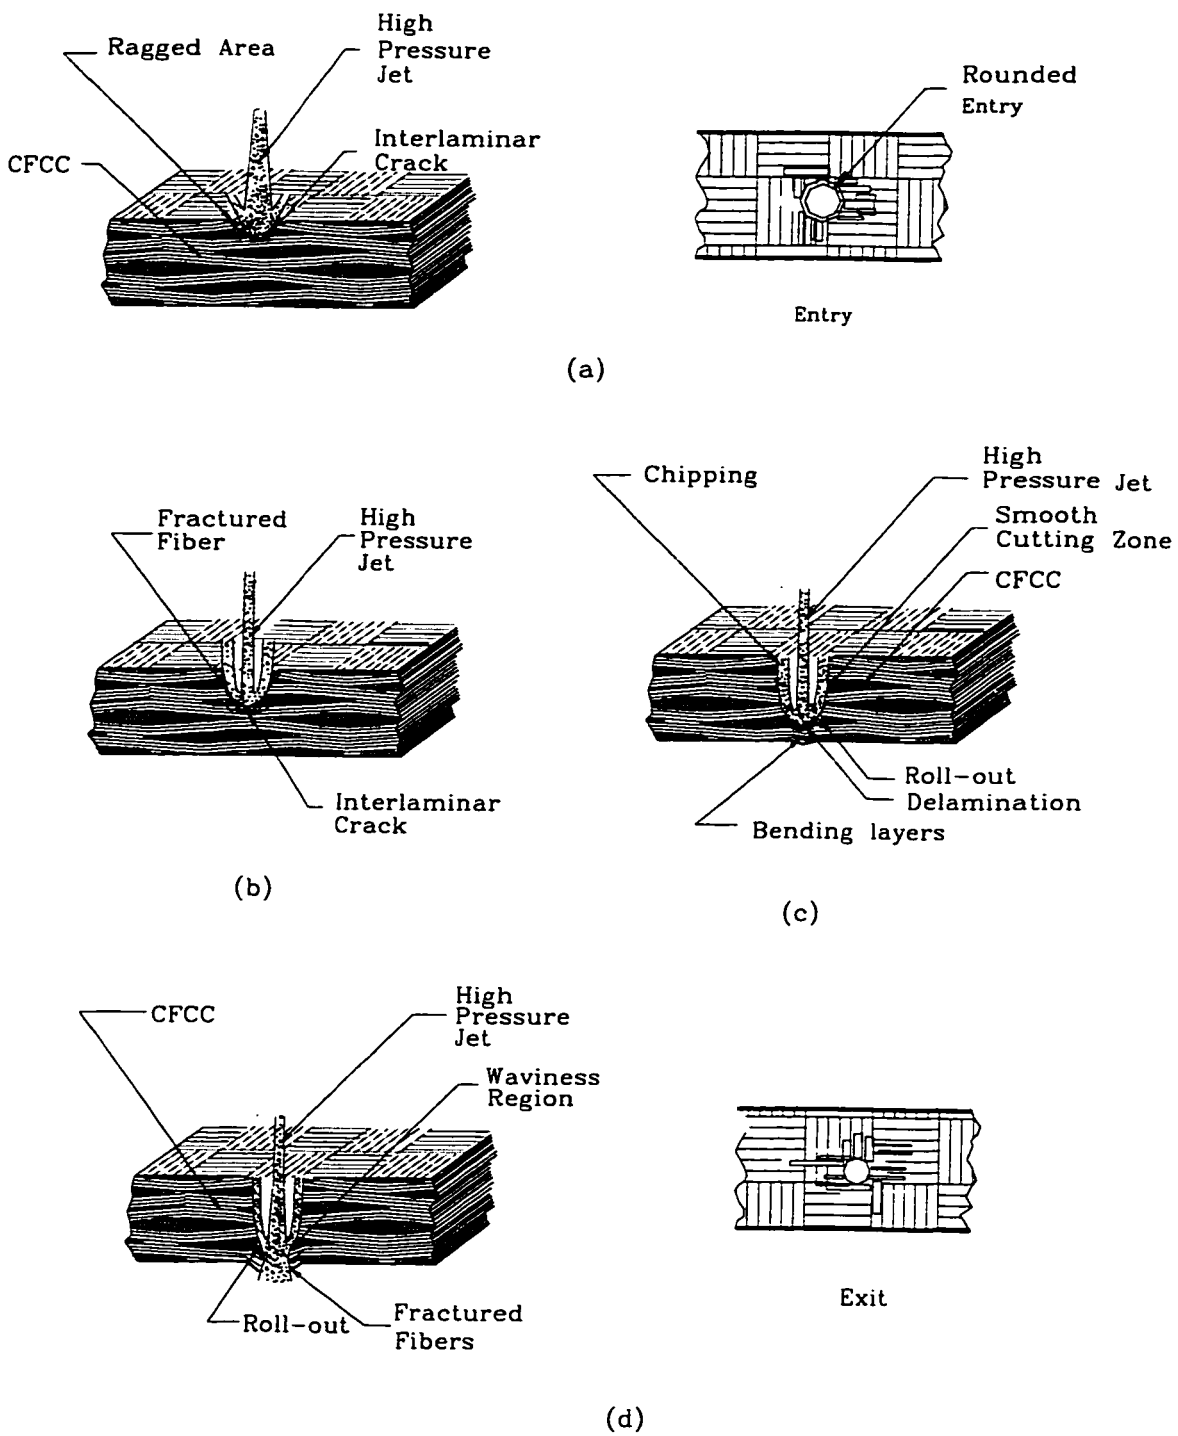 High
Pressure
Jet
Ragged Area
Interlaminar
Crack
CFCC
Rounded
Entry
Entry
(a)
Fractured
Fiber
High
Pressure
Jet
Interlaminar
Crack
(b)
Chipping
High
Pressure Jet
Smooth
Cutting Zone
CFCC
Roll-out
Delamination
Bending layers
(c)
CFCC
High
Pressure
Jet
Waviness
Region
Roll-out
Fractured
Fibers
Exit
(d)